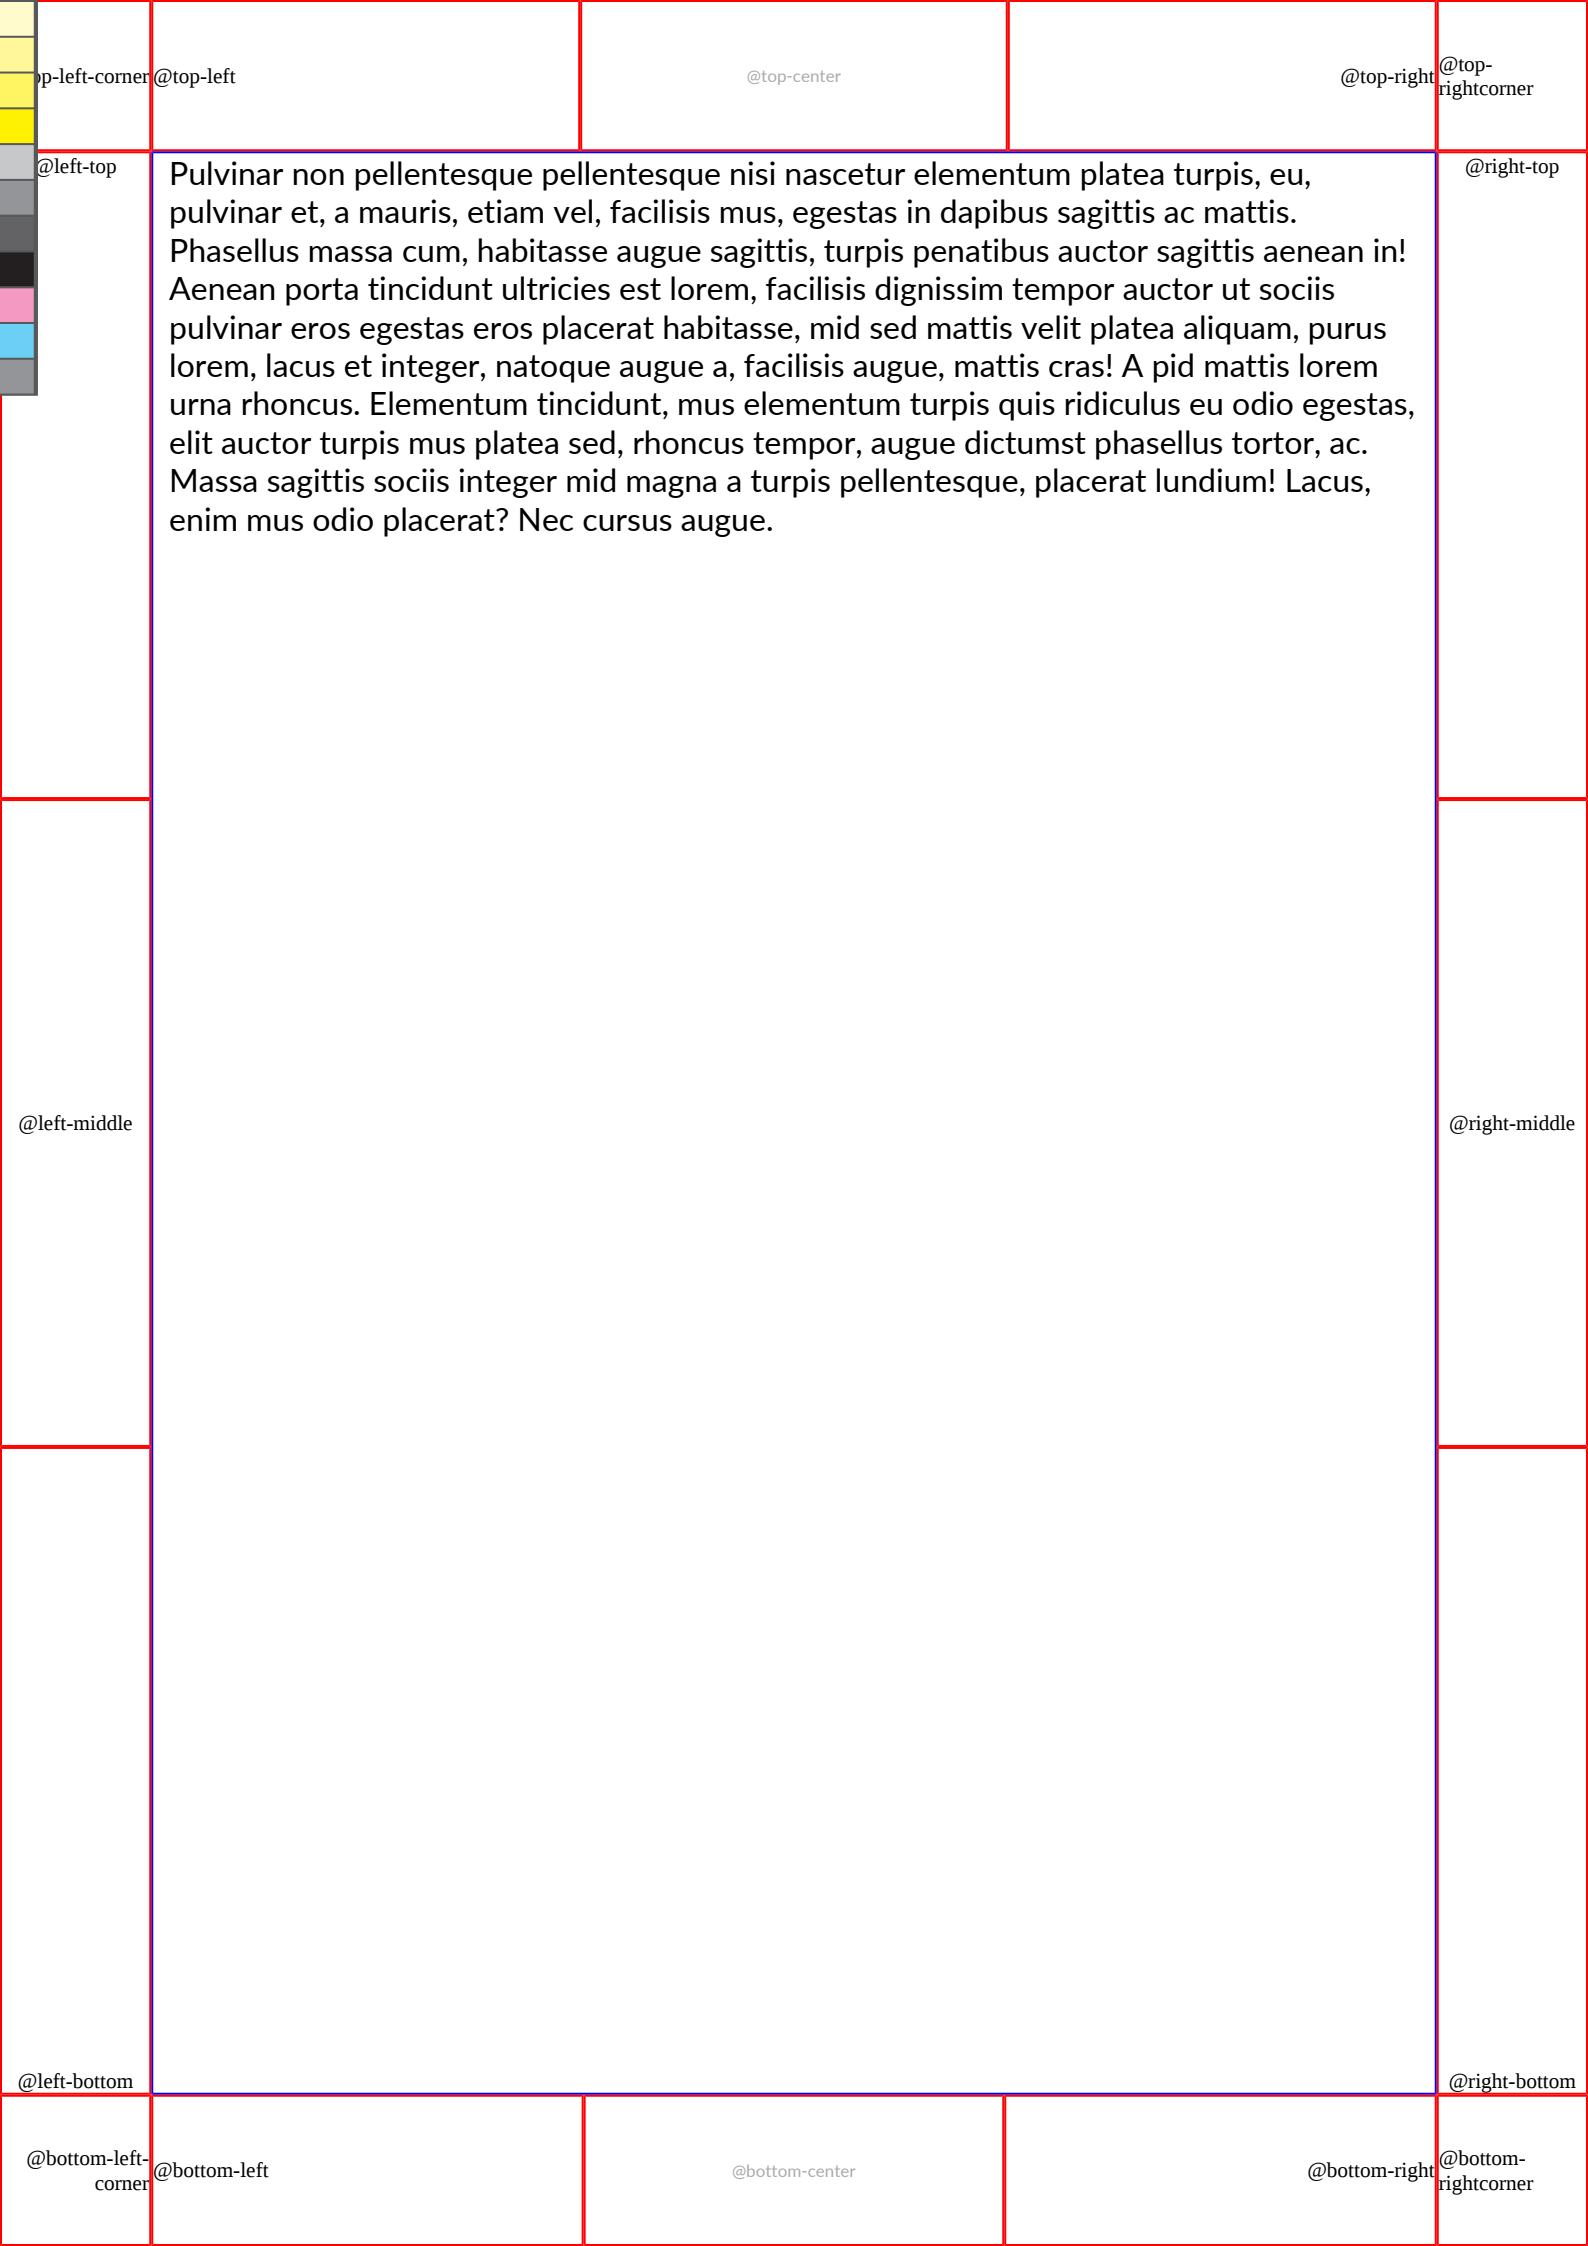 op-left-corner @top-left @top-center @top-right @top-
rightcorner
@left-top
@right-top
Pulvinar non pellentesque pellentesque nisi nascetur elementum platea turpis, eu,
pulvinar et, a mauris, etiam vel, facilisis mus, egestas in dapibus sagittis ac mattis.
Phasellus massa cum, habitasse augue sagittis, turpis penatibus auctor sagittis aenean in!
Aenean porta tincidunt ultricies est lorem, facilisis dignissim tempor auctor ut sociis
pulvinar eros egestas eros placerat habitasse, mid sed mattis velit platea aliquam, purus
lorem, lacus et integer, natoque augue a, facilisis augue, mattis cras! A pid mattis lorem
urna rhoncus. Elementum tincidunt, mus elementum turpis quis ridiculus eu odio egestas,
elit auctor turpis mus platea sed, rhoncus tempor, augue dictumst phasellus tortor, ac.
Massa sagittis sociis integer mid magna a turpis pellentesque, placerat lundium! Lacus,
enim mus odio placerat? Nec cursus augue.
@left-middle
@right-middle
@left-bottom
@right-bottom
@bottom-left-
corner
@bottom-left
@bottom-center
@bottom-right
@bottom-
rightcorner